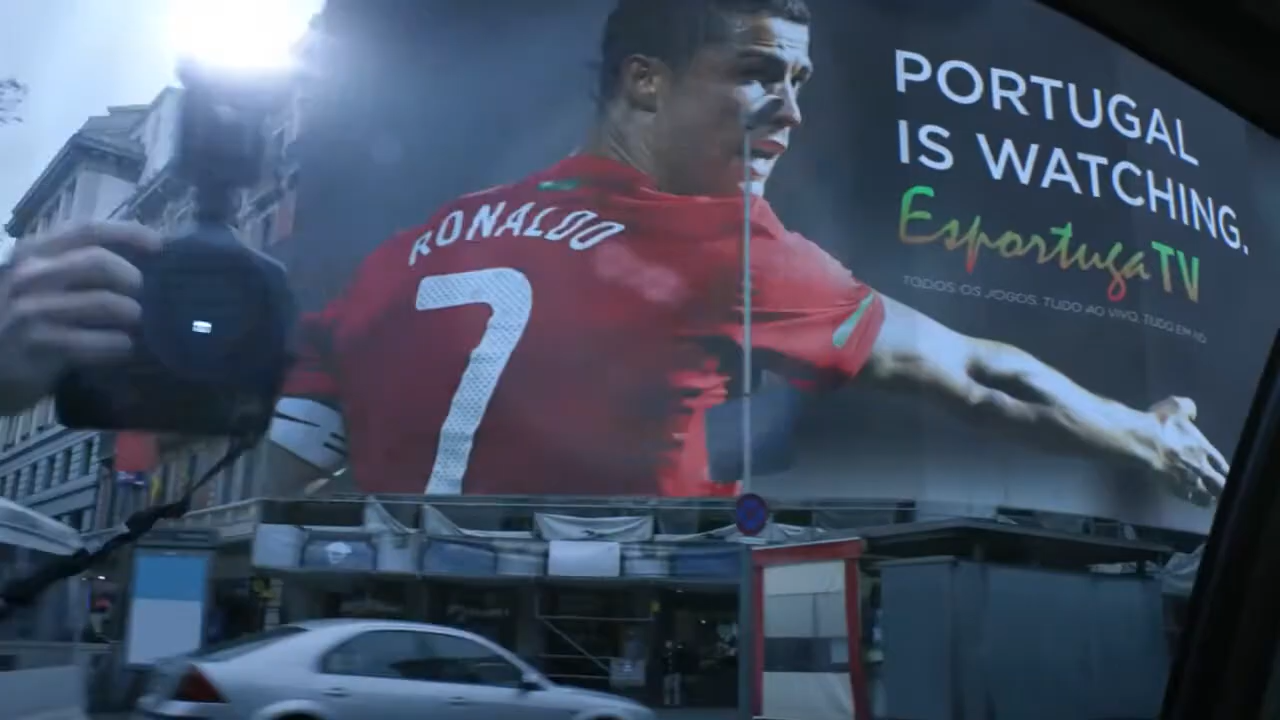 PORTUGAL
IS WATCHING.
EsportugaTV
TODOS OS JOGOS. TUDO AO VIVO. TUDO EM HD
RONALDO
7